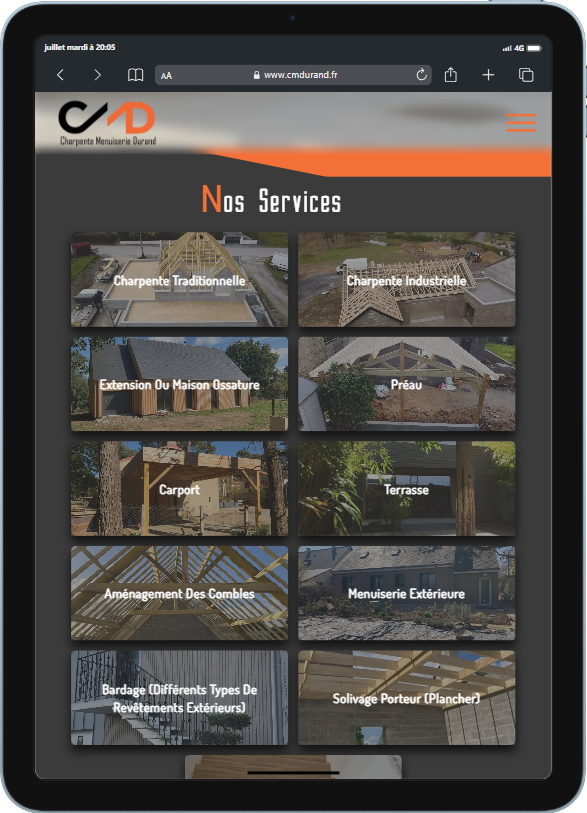 juillet mardi à 20:05
4G
AA
www.cmdurand.fr
CMD
Charpente Menuiserie Durand
Nos Services
Charpente Traditionnelle
Charpente Industrielle
Extension Ou Maison Ossature
Préau
Carport
Terrasse
Aménagement Des Combles
Menuiserie Extérieure
Bardage (Différents Types De
Revêtements Extérieurs)
Solivage Porteur (Plancher)